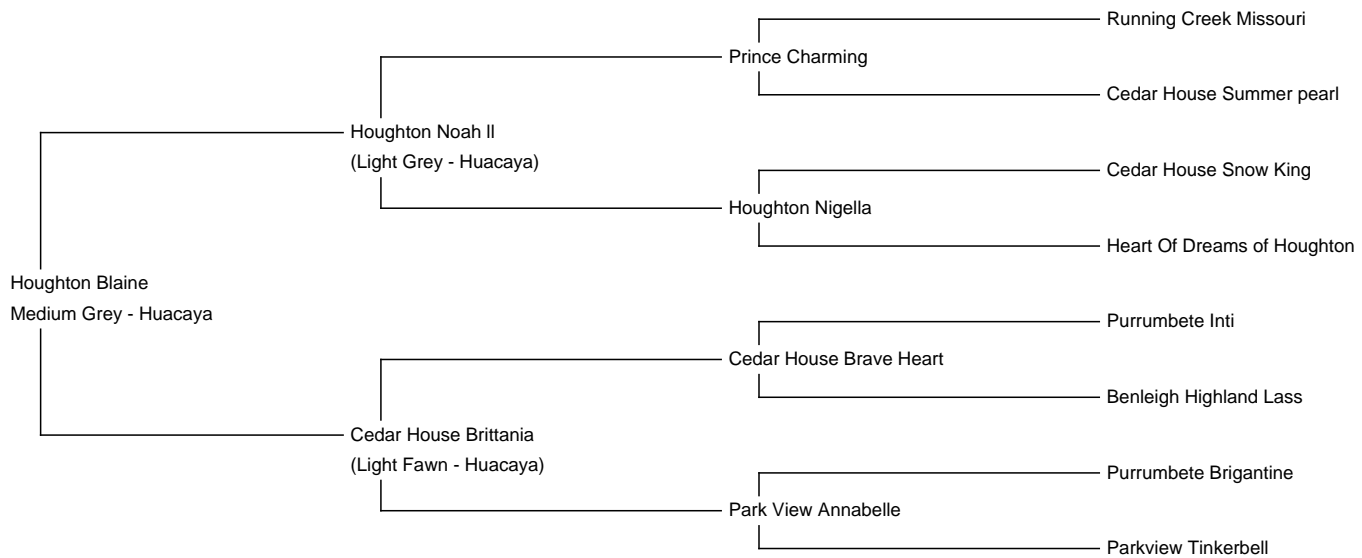 Running Creek Missouri
Prince Charming
Cedar House Summer pearl
Houghton Noah ll
(Light Grey - Huacaya)
Cedar House Snow King
Houghton Nigella
Heart Of Dreams of Houghton
Houghton Blaine
Medium Grey - Huacaya
Purrumbete Inti
Cedar House Brave Heart
Benleigh Highland Lass
Cedar House Brittania
(Light Fawn - Huacaya)
Purrumbete Brigantine
Park View Annabelle
Parkview Tinkerbell